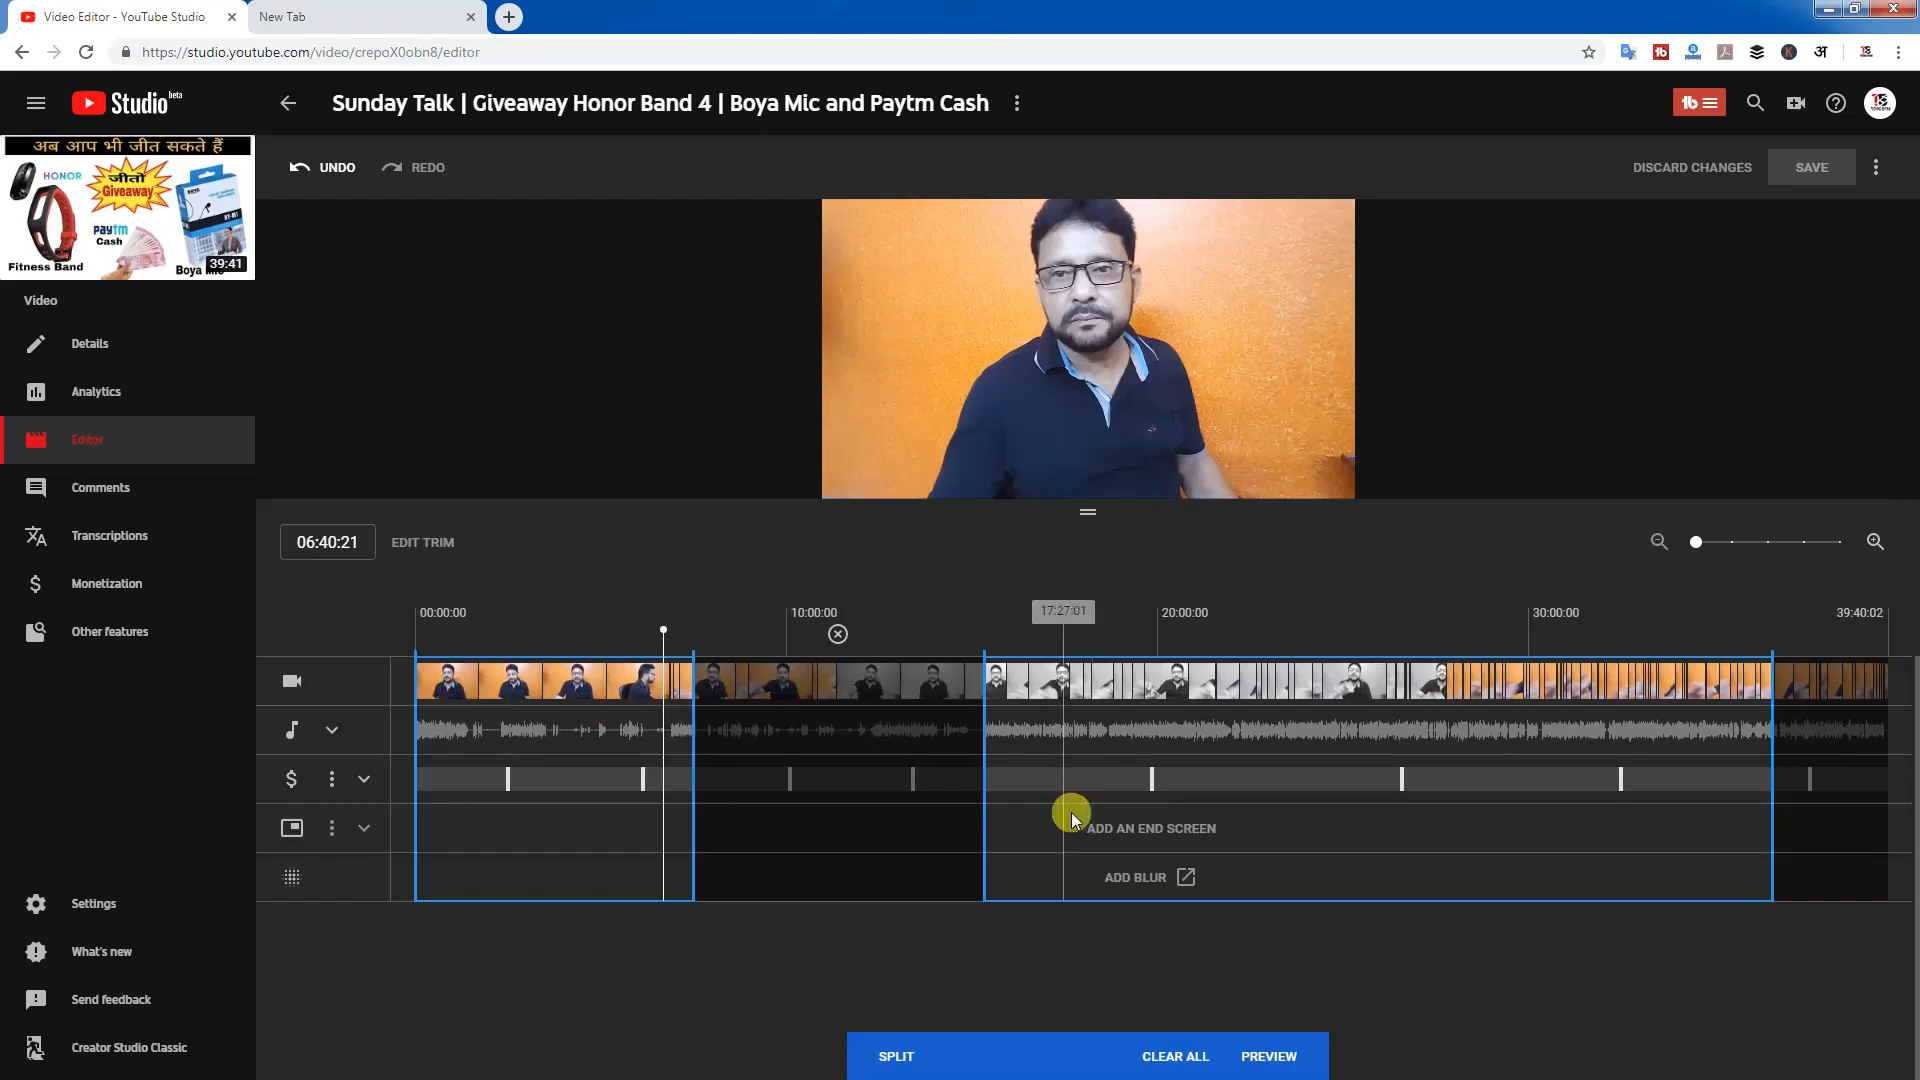 Video Editor - YouTube Studio
New Tab
https://studio.youtube.com/video/crepoX0obn8/editor
Studio beta
Sunday Talk | Giveaway Honor Band 4 | Boya Mic and Paytm Cash
अब आप भी जीत सकते हैं
HONOR
जीतो
Giveaway
Paytm
Cash
Fitness Band
Boya
39:41
UNDO
REDO
DISCARD CHANGES
SAVE
Video
Details
Analytics
Editor
Comments
Transcriptions
Monetization
Other features
Settings
What's new
Send feedback
Creator Studio Classic
06:40:21
EDIT TRIM
00:00:00
10:00:00
17:27:01
20:00:00
30:00:00
39:40:02
ADD AN END SCREEN
ADD BLUR
SPLIT
CLEAR ALL
PREVIEW